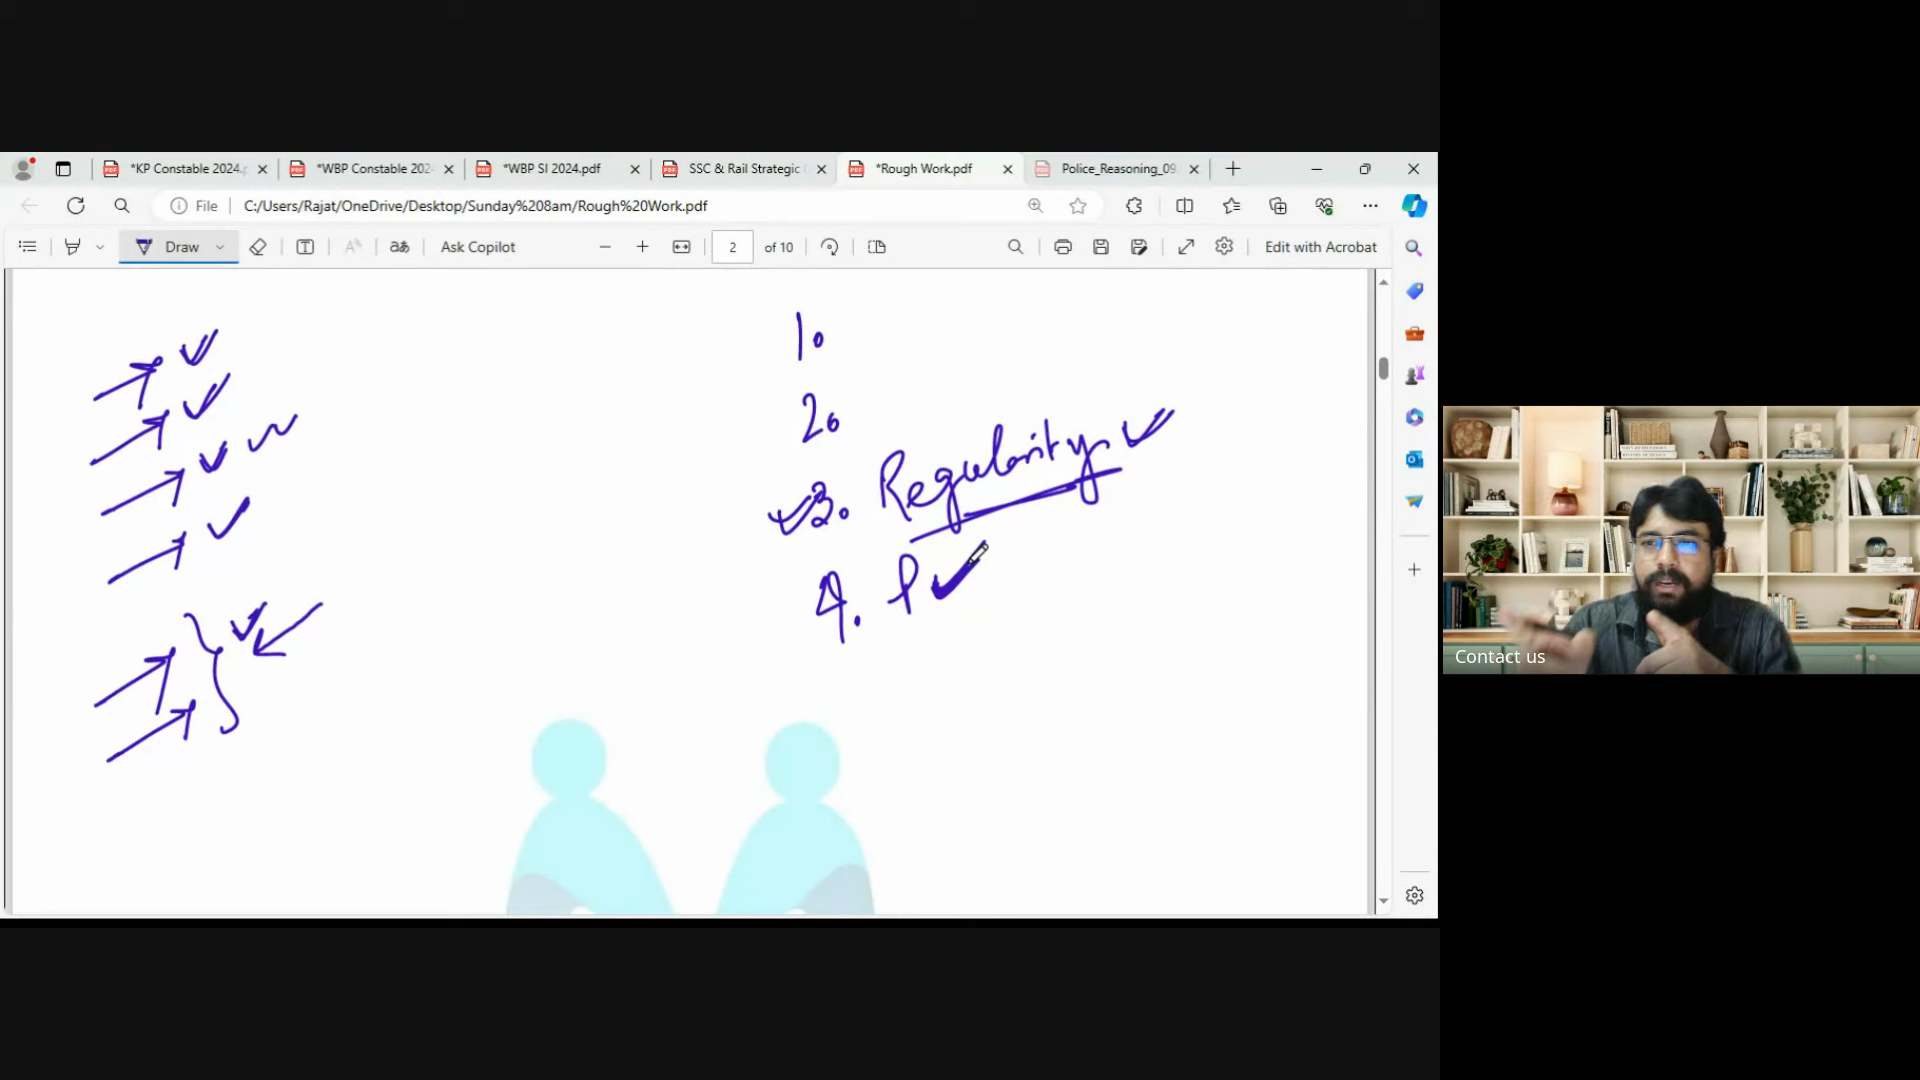 *KP Constable 2024.p
*WBP Constable 202
*WBP SI 2024.pdf
SSC & Rail Strategic
*Rough Work.pdf
Police_Reasoning_09
File
C:/Users/Rajat/OneDrive/Desktop/Sunday%208am/Rough%20Work.pdf
Draw
aあ
Ask Copilot
2 of 10
Edit with Acrobat
1.
2.
3. Regularity
4. P
Contact us